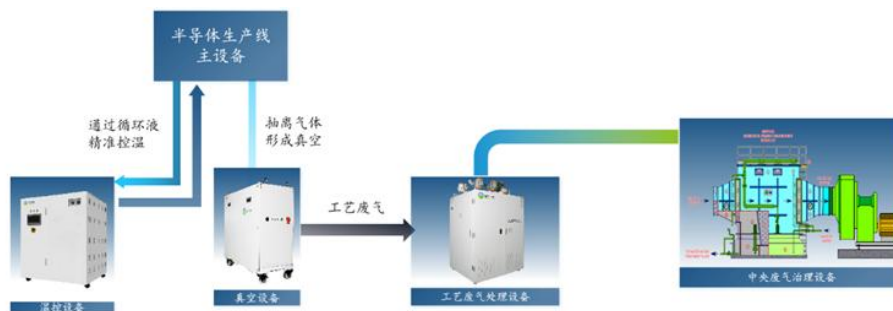 半导体生产线
主设备
通过循环液
精准控温
抽离气体
形成真空
工艺废气
温控设备
真空设备
工艺废气处理设备
中央废气治理设备